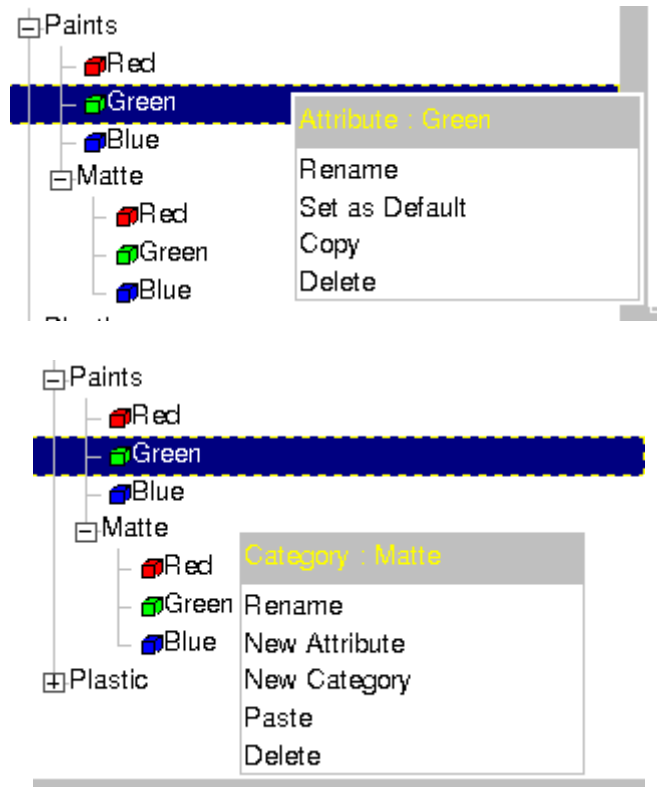 Paints
Red
Green
Attribute : Green
Blue
Rename
Matte
Set as Default
Red
Copy
Green
Delete
Blue
Paints
Red
Green
Blue
Matte
Category : Matte
Red
Rename
Green
New Attribute
Blue
New Category
Plastic
Paste
Delete